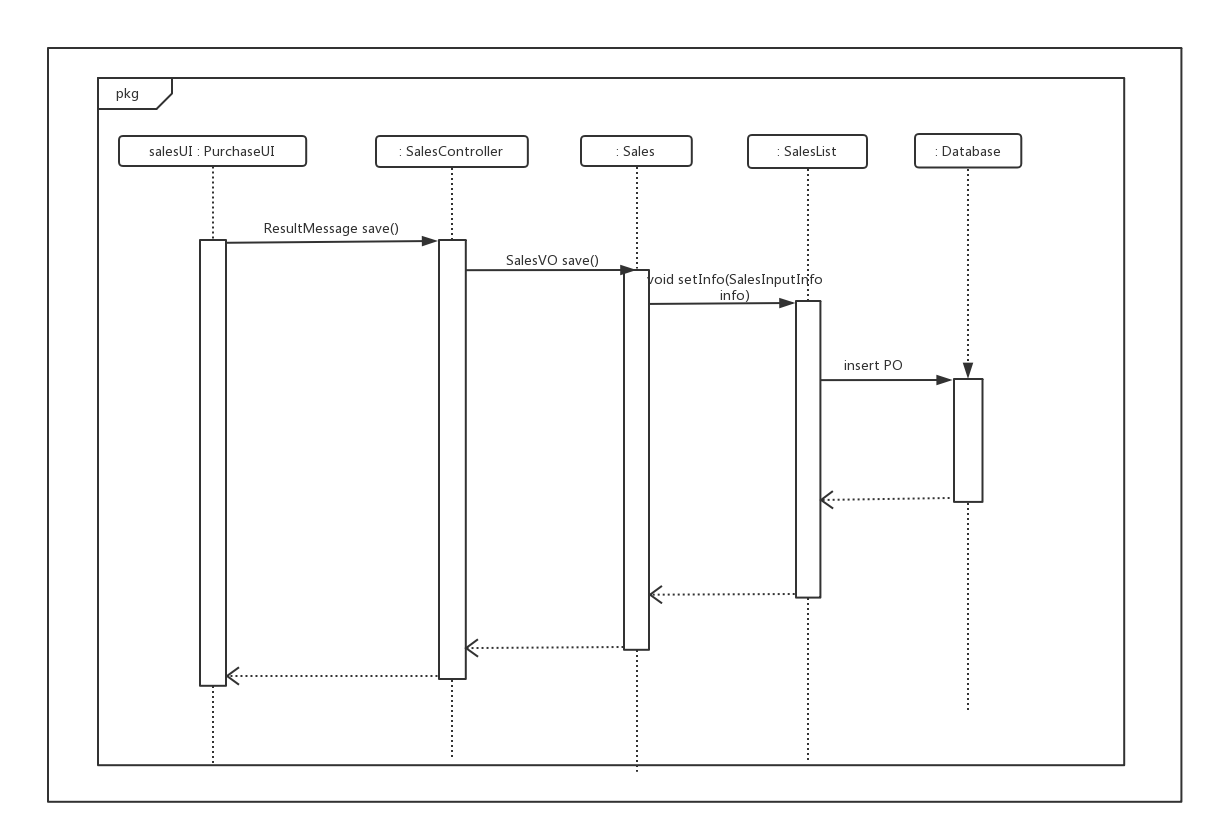 pkg
salesUI : PurchaseUI
: SalesController
: Sales
: SalesList
: Database
ResultMessage save()
SalesVO save()
void setInfo(SalesInputInfo
info)
insert PO